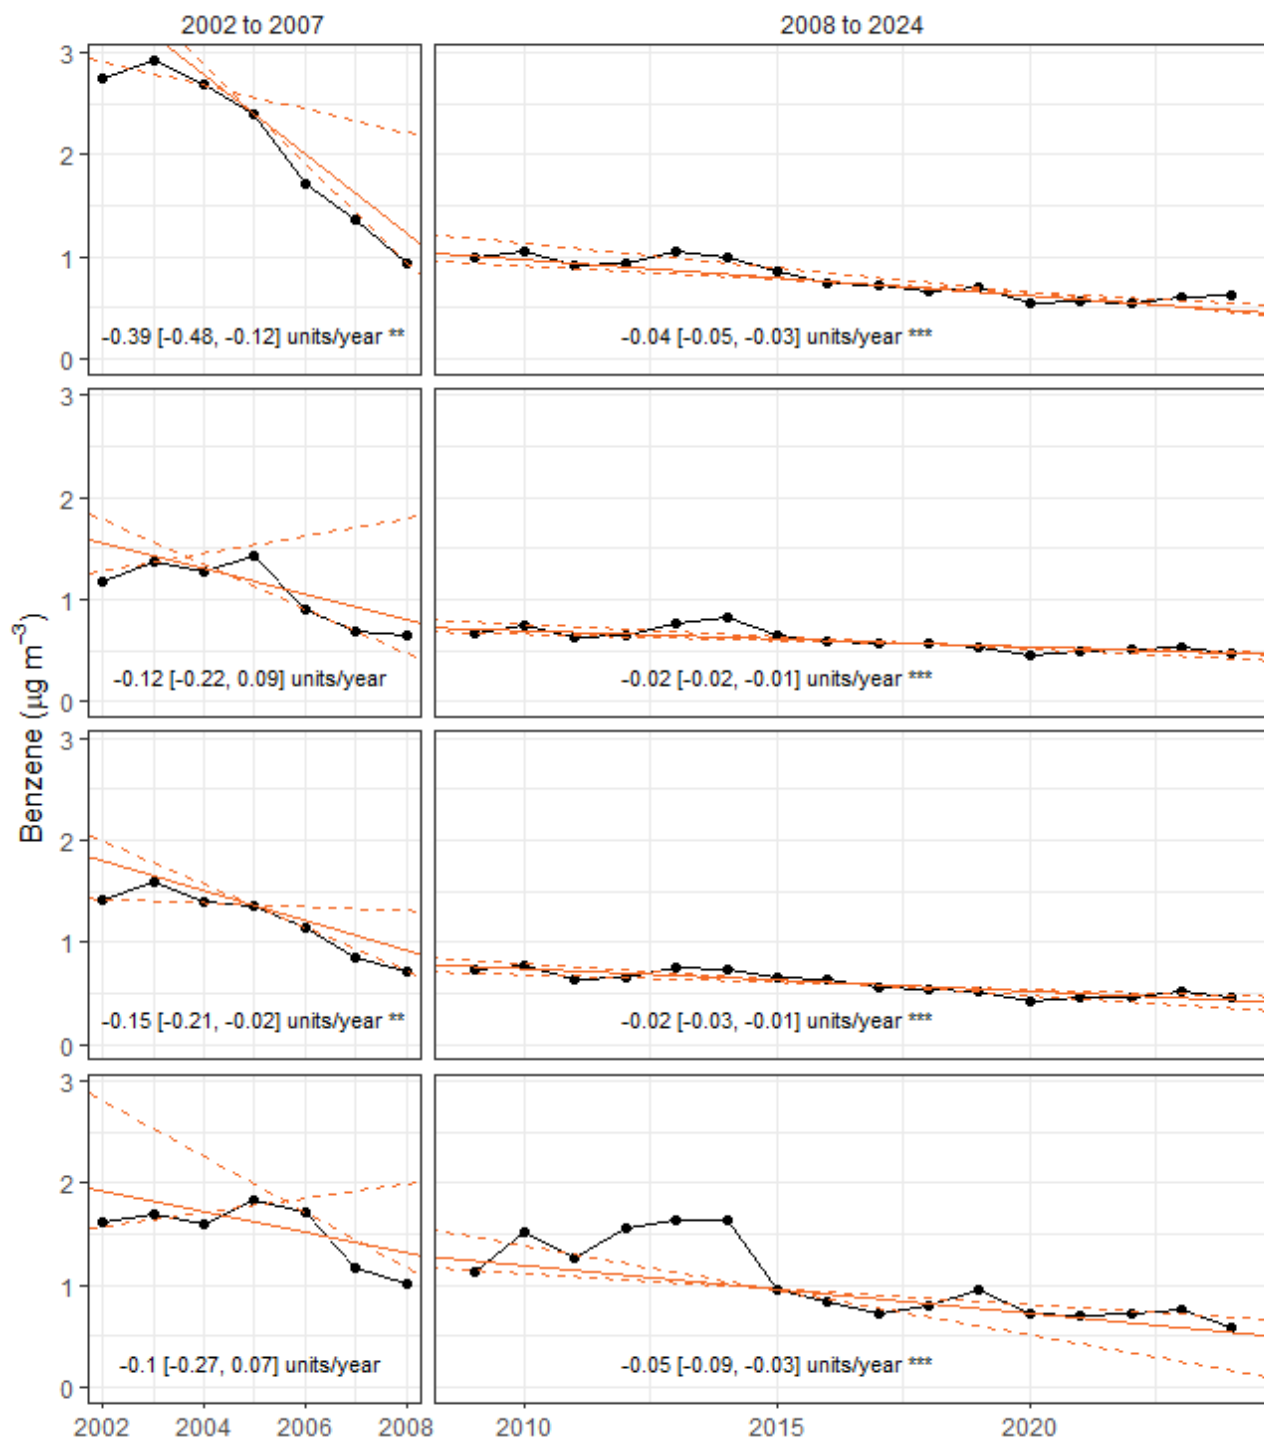 2002 to 2007 2008 to 2024
3
2
1
0
-0.39 [-0.48, -0.12] units/year ** -0.04 [-0.05, -0.03] units/year ***
3
2
1
0
-0.12 [-0.22, 0.09] units/year -0.02 [-0.02, -0.01] units/year ***
Benzene (µg m⁻³)
3
2
1
0
-0.15 [-0.21, -0.02] units/year ** -0.02 [-0.03, -0.01] units/year ***
3
2
1
0
-0.1 [-0.27, 0.07] units/year -0.05 [-0.09, -0.03] units/year ***
2002 2004 2006 2008 2010 2015 2020